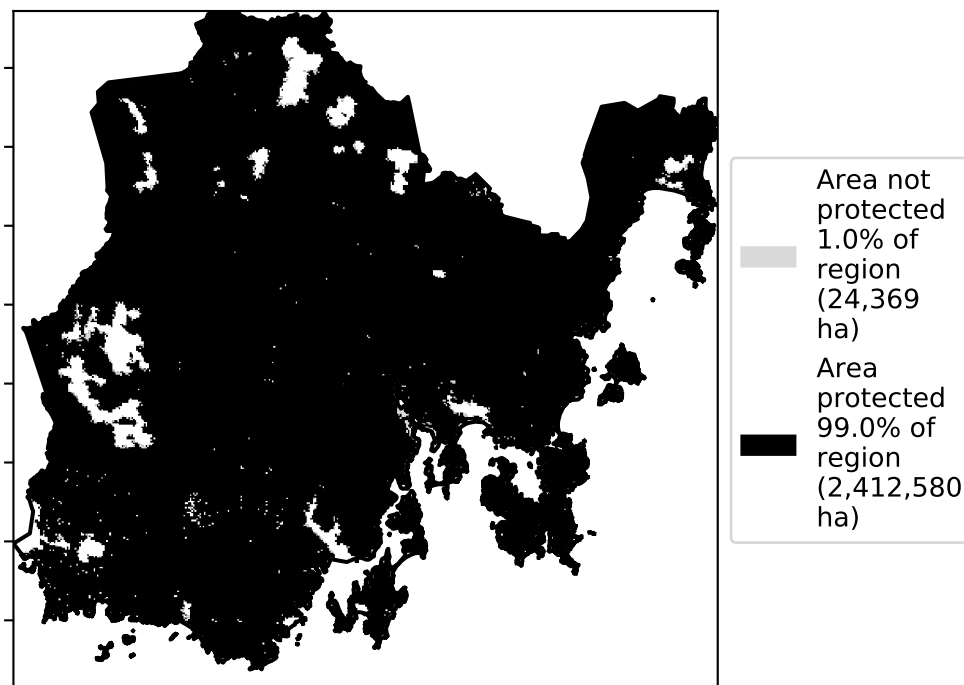 Area not
protected
1.0% of
region
(24,369
ha)
Area
protected
99.0% of
region
(2,412,580
ha)